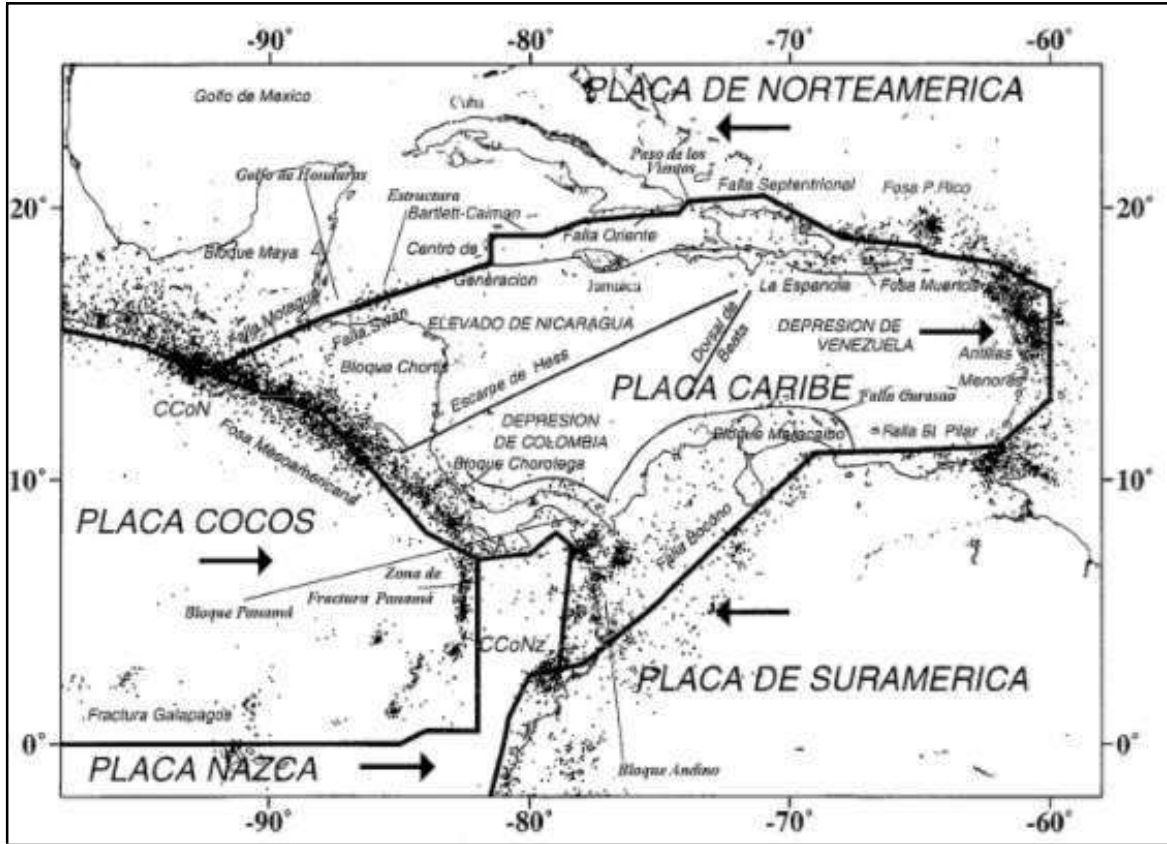 -90°
-80°
-70°
-60°
Golfo de Mexico
PLACA DE NORTEAMERICA
Cuba
Paso de los
Vientos
Golfo de Honduras
Estructura
Falla Septentrional
Fosa P.Rico
20°
20°
Bartlett-Caiman
Bloque Maya
Centro de
Falla Oriente
Generacion
Jamaica
La Espanola
Fosa Muertos
Falla Motagua
Falla Swan
ELEVADO DE NICARAGUA
Dorsal de
Beata
DEPRESION DE
VENEZUELA
Bloque Chortis
Antillas
Menores
CCoN
Escarpe de Hess
PLACA CARIBE
Falla Curasao
DEPRESION
DE COLOMBIA
Bloque Maracaibo
Falla El Pilar
Fosa Mesoamericana
Bloque Chorotega
10°
10°
PLACA COCOS
Falla Bocóno
Zona de
Fractura Panamá
Bloque Panamá
CCoNz
PLACA DE SURAMERICA
Fractura Galapagos
0°
0°
PLACA NAZCA
Bloque Andino
-90°
-80°
-70°
-60°